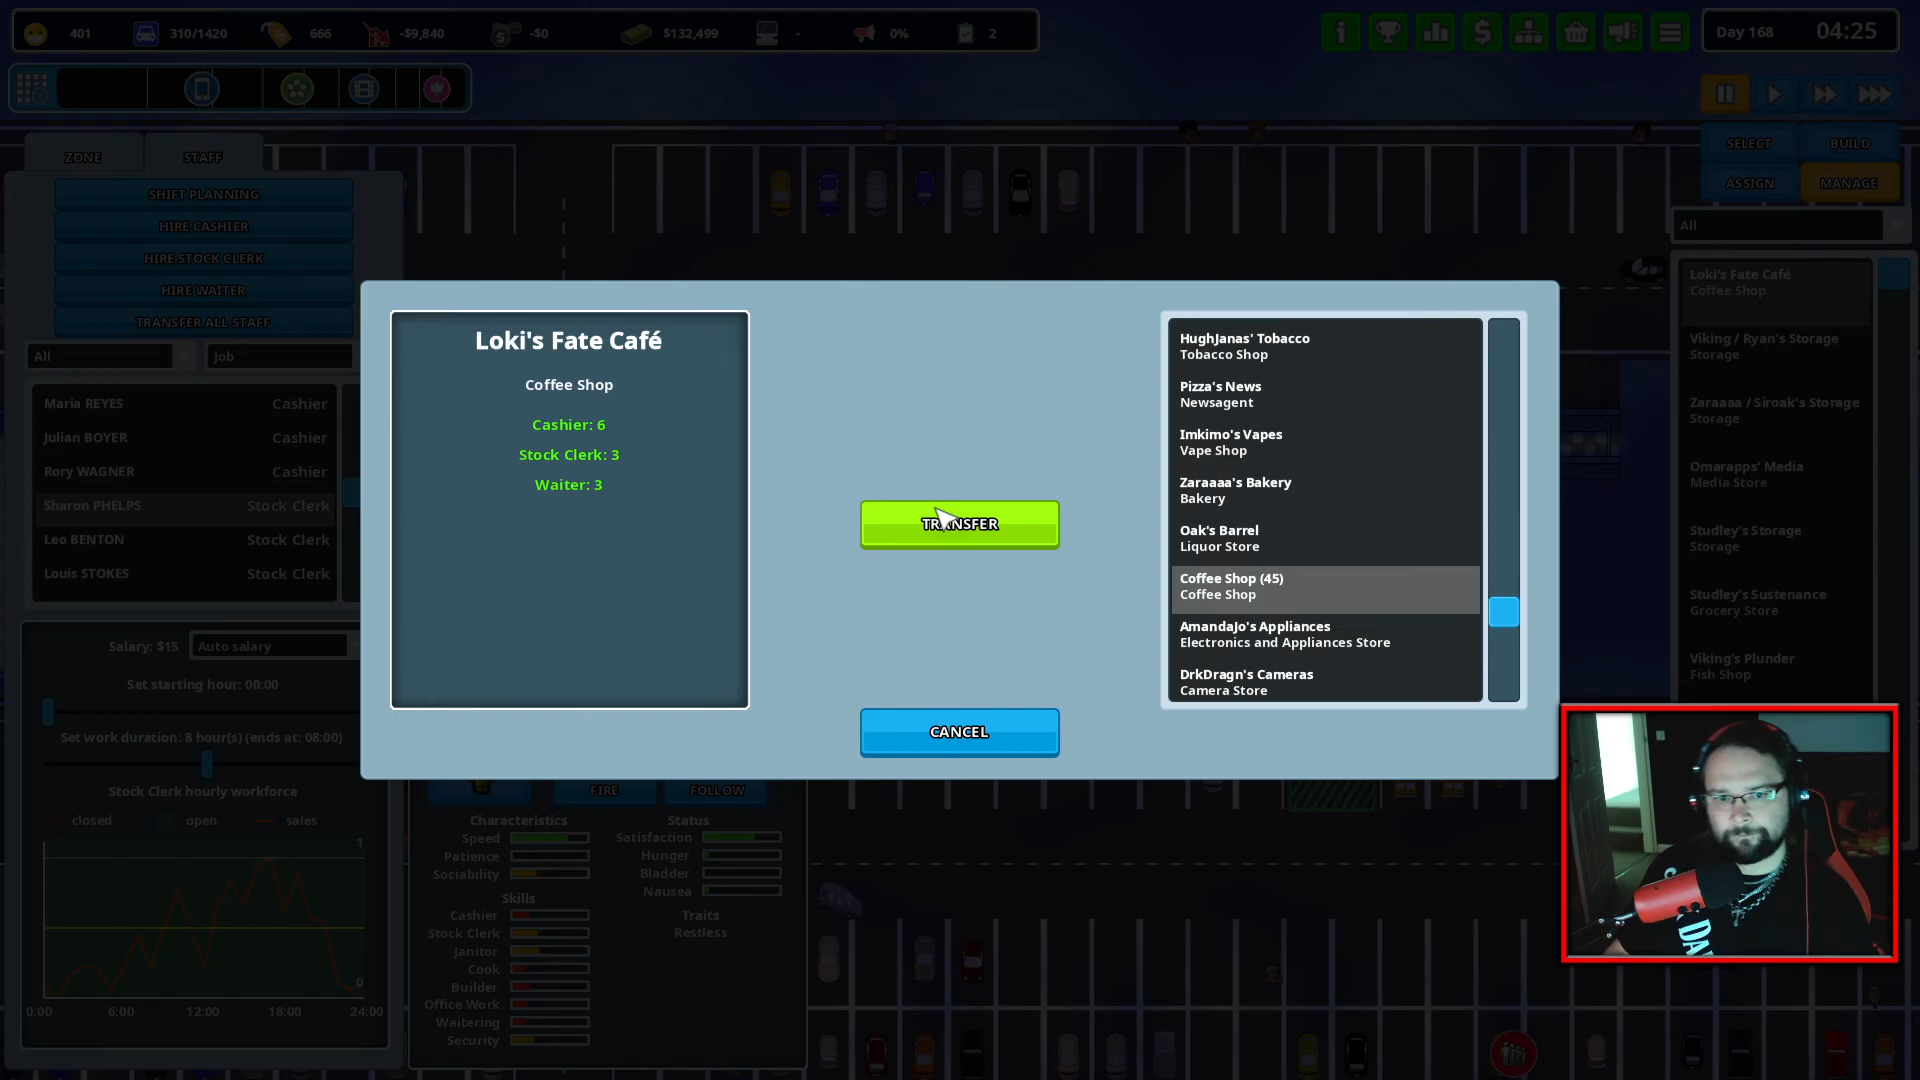 401
310/1420
666
-$9,840
-$0
$132,499
-
0%
2
Day 168
04:25
ZONE
STAFF
SHIFT PLANNING
HIRE CASHIER
HIRE STOCK CLERK
HIRE WAITER
TRANSFER ALL STAFF
All
Job
Maria REYES
Cashier
Julian BOYER
Cashier
Rory WAGNER
Cashier
Sharon PHELPS
Stock Clerk
Leo BENTON
Stock Clerk
Louis STOKES
Stock Clerk
Salary: $15
Auto salary
Set starting hour: 00:00
Set work duration: 8 hour(s) (ends at: 08:00)
Stock Clerk hourly workforce
closed
open
sales
1
0
0:00
6:00
12:00
18:00
24:00
Loki's Fate Café
Coffee Shop
Cashier: 6
Stock Clerk: 3
Waiter: 3
TRANSFER
CANCEL
HughJanas' Tobacco
Tobacco Shop
Pizza's News
Newsagent
Imkimo's Vapes
Vape Shop
Zaraaaa's Bakery
Bakery
Oak's Barrel
Liquor Store
Coffee Shop (45)
Coffee Shop
AmandaJo's Appliances
Electronics and Appliances Store
DrkDragn's Cameras
Camera Store
FIRE
FOLLOW
Characteristics
Speed
Patience
Sociability
Skills
Cashier
Stock Clerk
Janitor
Cook
Builder
Office Work
Waitering
Security
Status
Satisfaction
Hunger
Bladder
Nausea
Traits
Restless
SELECT
BUILD
ASSIGN
MANAGE
All
Loki's Fate Café
Coffee Shop
Viking / Ryan's Storage
Storage
Zaraaaa / Siroak's Storage
Storage
Omarapps' Media
Media Store
Studley's Storage
Storage
Studley's Sustenance
Grocery Store
Viking's Plunder
Fish Shop